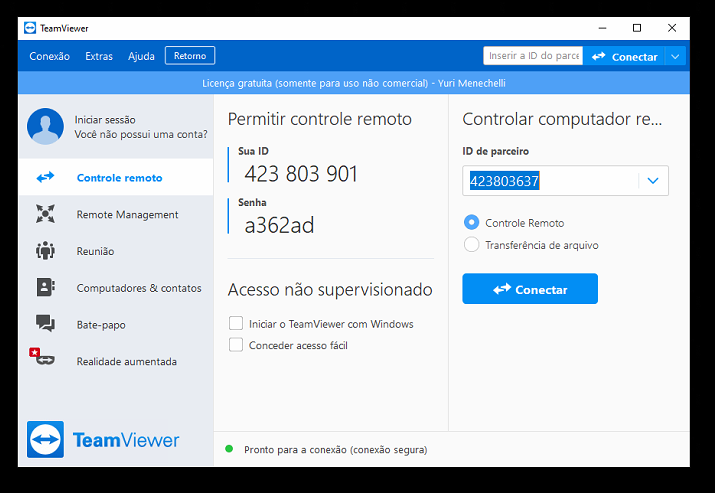 TeamViewer
Conexão Extras Ajuda Retorno Inserir a ID do parce Conectar
Licença gratuita (somente para uso não comercial) - Yuri Menechelli
Iniciar sessão
Você não possui uma conta?
Controle remoto
Remote Management
Reunião
Computadores & contatos
Bate-papo
Realidade aumentada
TeamViewer
Permitir controle remoto
Sua ID
423 803 901
Senha
a362ad
Acesso não supervisionado
Iniciar o TeamViewer com Windows
Conceder acesso fácil
Controlar computador re...
ID de parceiro
423803637
Controle Remoto
Transferência de arquivo
Conectar
Pronto para a conexão (conexão segura)